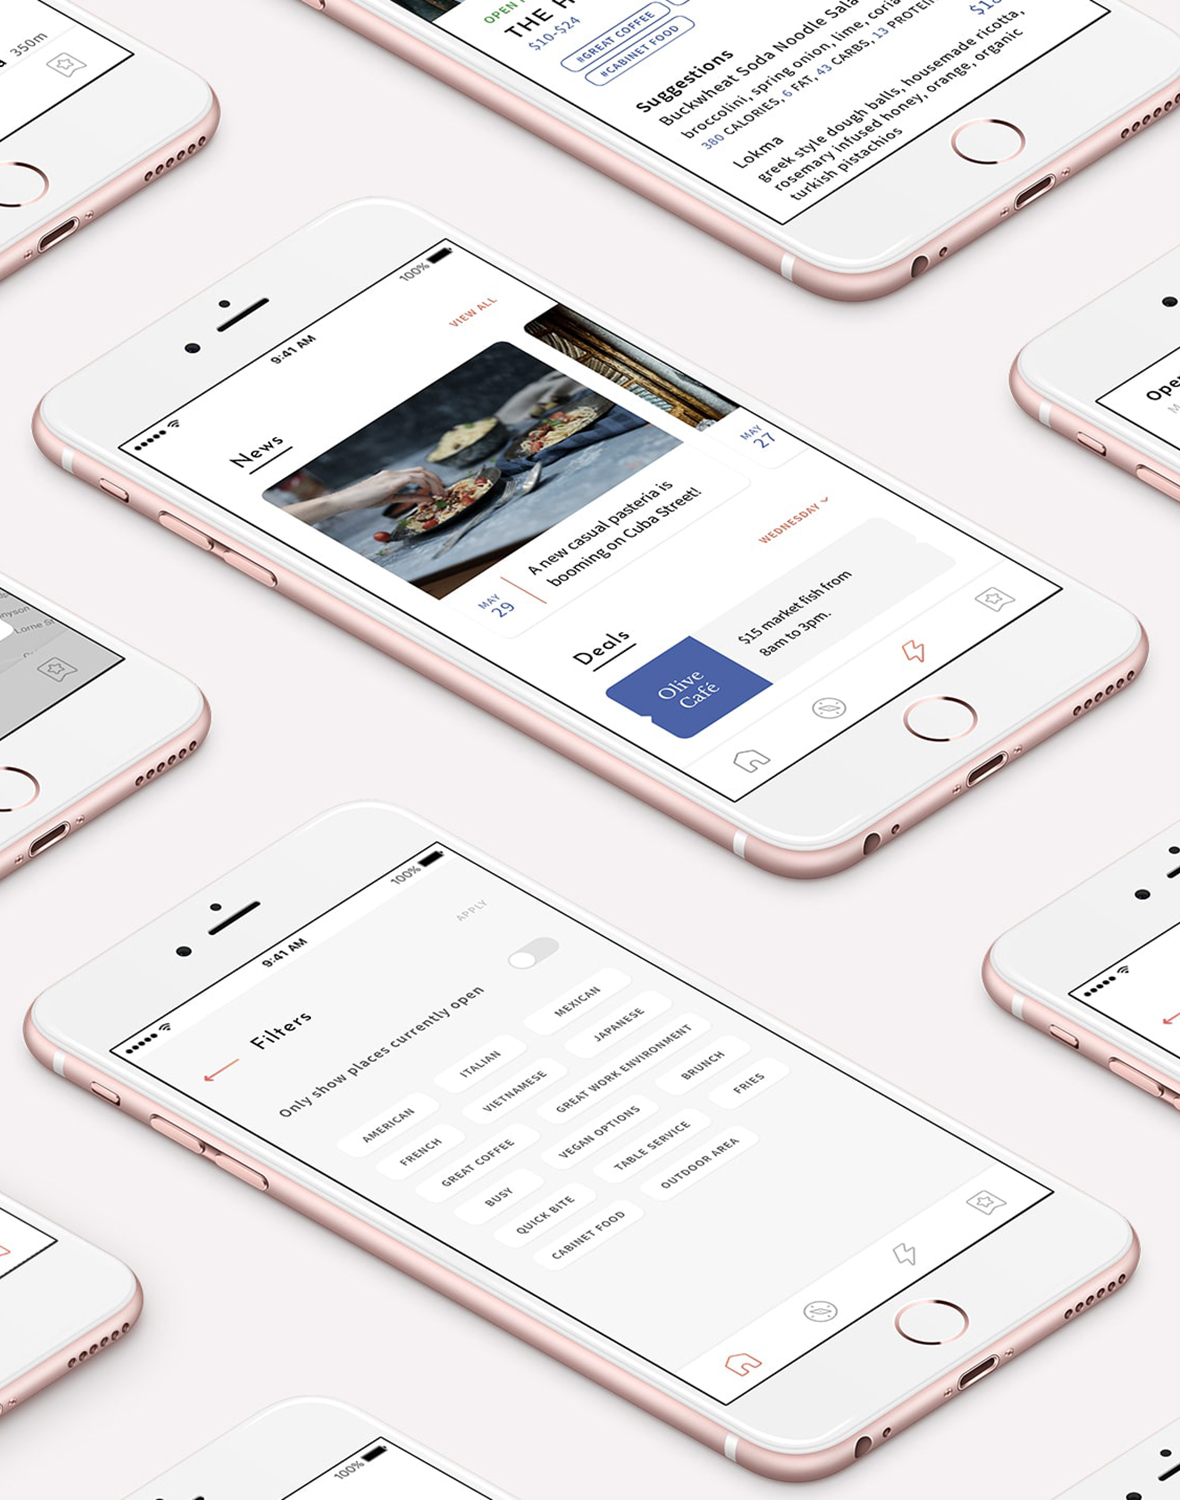 350m
OPEN
THE
$10-$24
#GREAT COFFEE
#CABINET FOOD
Suggestions
Buckwheat Soda Noodle
broccolini, spring onion, lime,
380 CALORIES, 6 FAT, 43 CARBS, 13 PROTEIN
Lokma
greek style dough balls, housemade ricotta,
rosemary infused honey, orange, organic
turkish pistachios
9:41 AM
100%
News
VIEW ALL
MAY
29
A new casual pasteria is
booming on Cuba Street!
MAY
27
Deals
WEDNESDAY
Olive
Café
$15 market fish from
8am to 3pm.
Lorne
9:41 AM
100%
Filters
APPLY
Only show places currently open
AMERICAN
ITALIAN
MEXICAN
FRENCH
VIETNAMESE
JAPANESE
GREAT COFFEE
GREAT WORK ENVIRONMENT
BUSY
VEGAN OPTIONS
BRUNCH
QUICK BITE
TABLE SERVICE
FRIES
CABINET FOOD
OUTDOOR AREA
100%